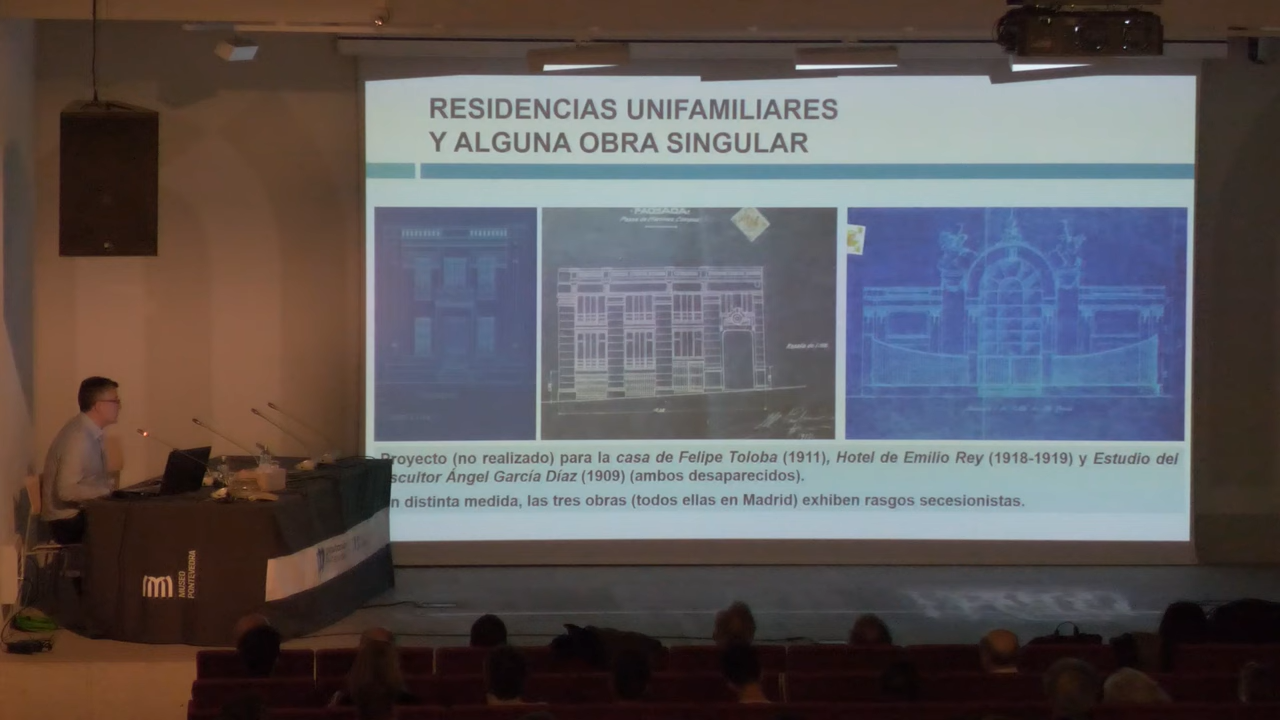 RESIDENCIAS UNIFAMILIARES
Y ALGUNA OBRA SINGULAR
FACHADA
Proyecto (no realizado) para la casa de Felipe Toloba (1911), Hotel de Emilio Rey (1918-1919) y Estudio del
scultor Ángel García Díaz (1909) (ambos desaparecidos).
n distinta medida, las tres obras (todos ellas en Madrid) exhiben rasgos secesionistas.
MUSEO
PONTEVEDRA